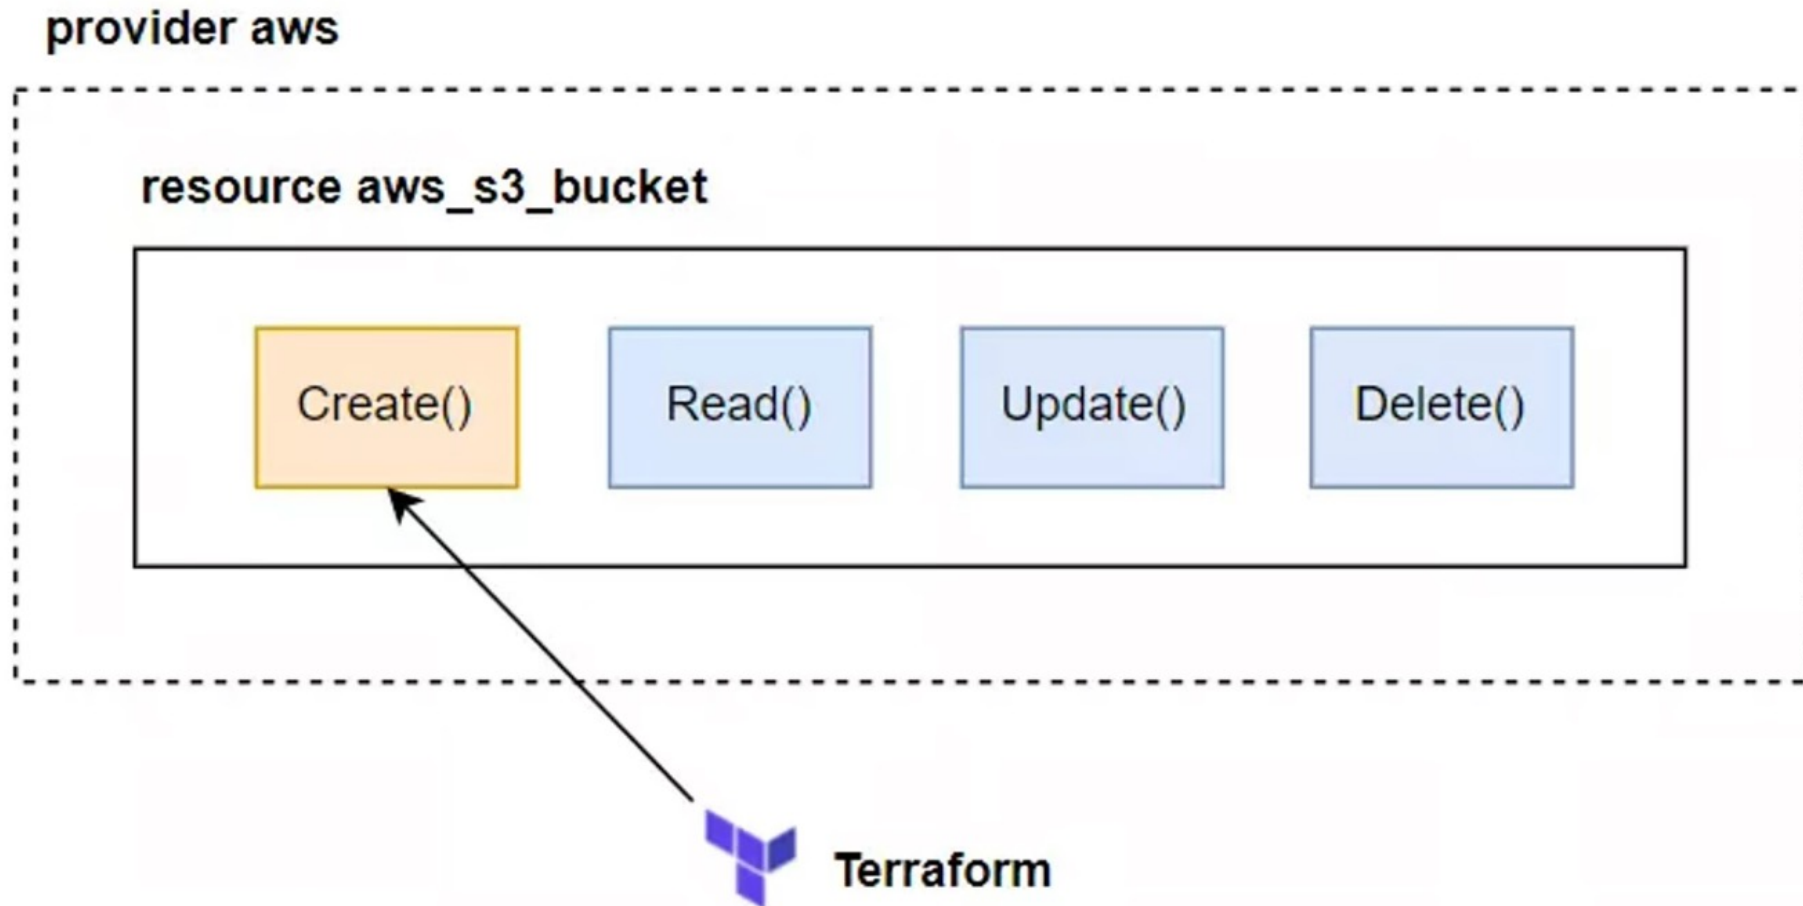 provider aws
resource aws_s3_bucket
Create()
Read()
Update()
Delete()
Terraform